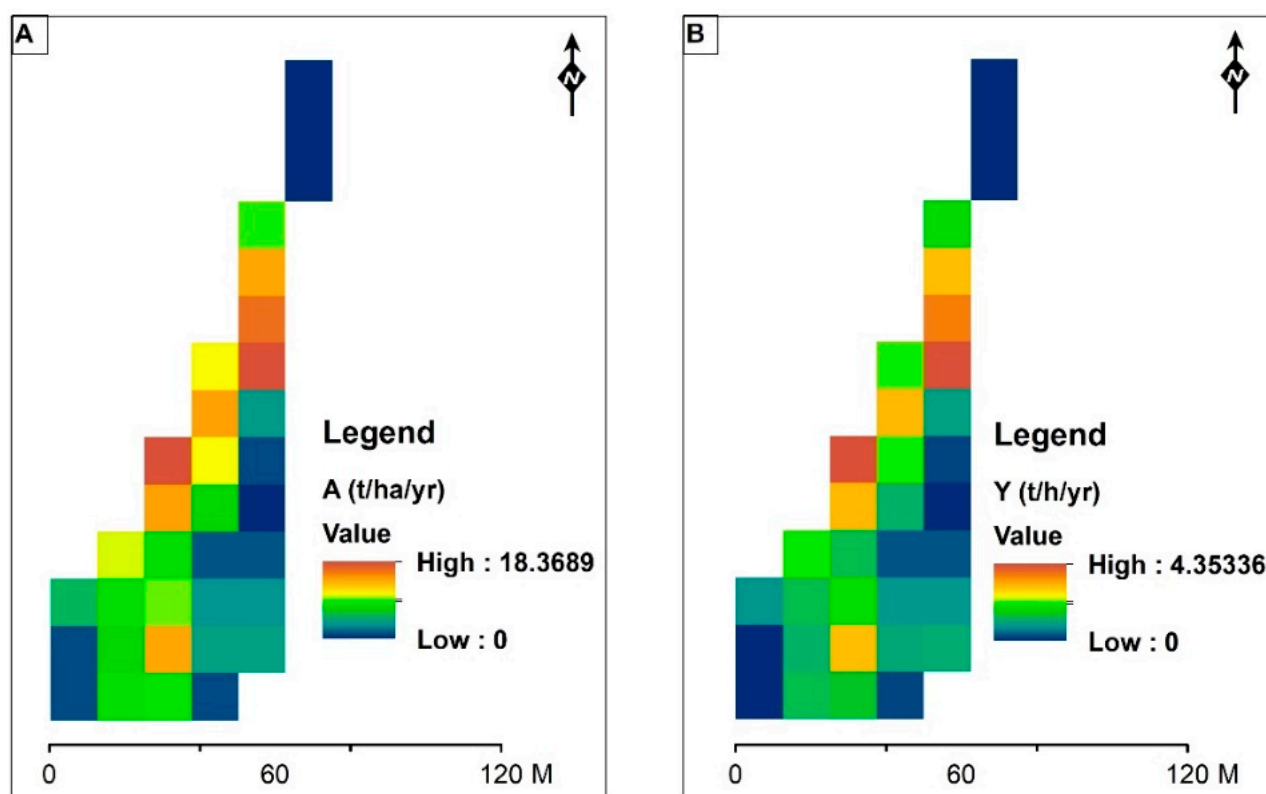 A
N
Legend
A (t/ha/yr)
Value
High : 18.3689
Low : 0
0 60 120 M
B
N
Legend
Y (t/h/yr)
Value
High : 4.35336
Low : 0
0 60 120 M